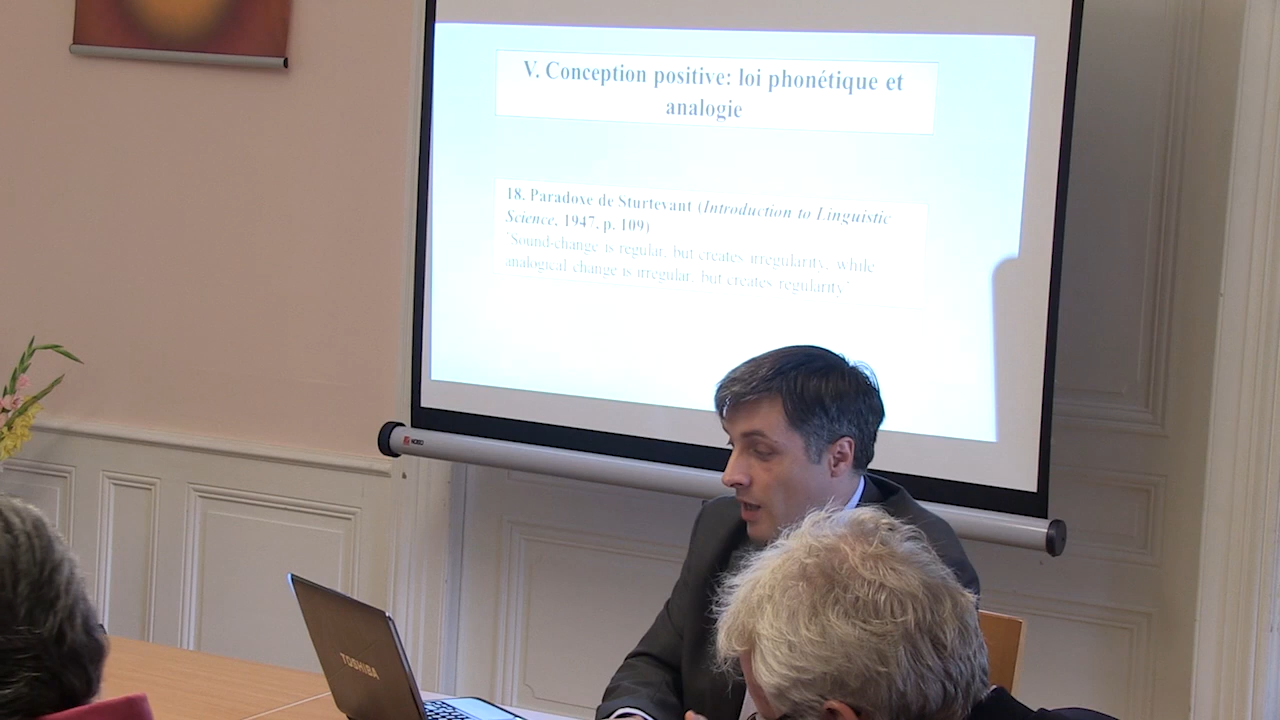 V. Conception positive: loi phonétique et
analogie
18. Paradoxe de Sturtevant (Introduction to Linguistic
Science, 1947, p. 109)
"Sound-change is regular, but creates irregularity, while
analogical change is irregular, but creates regularity"
NOBO
TOSHIBA